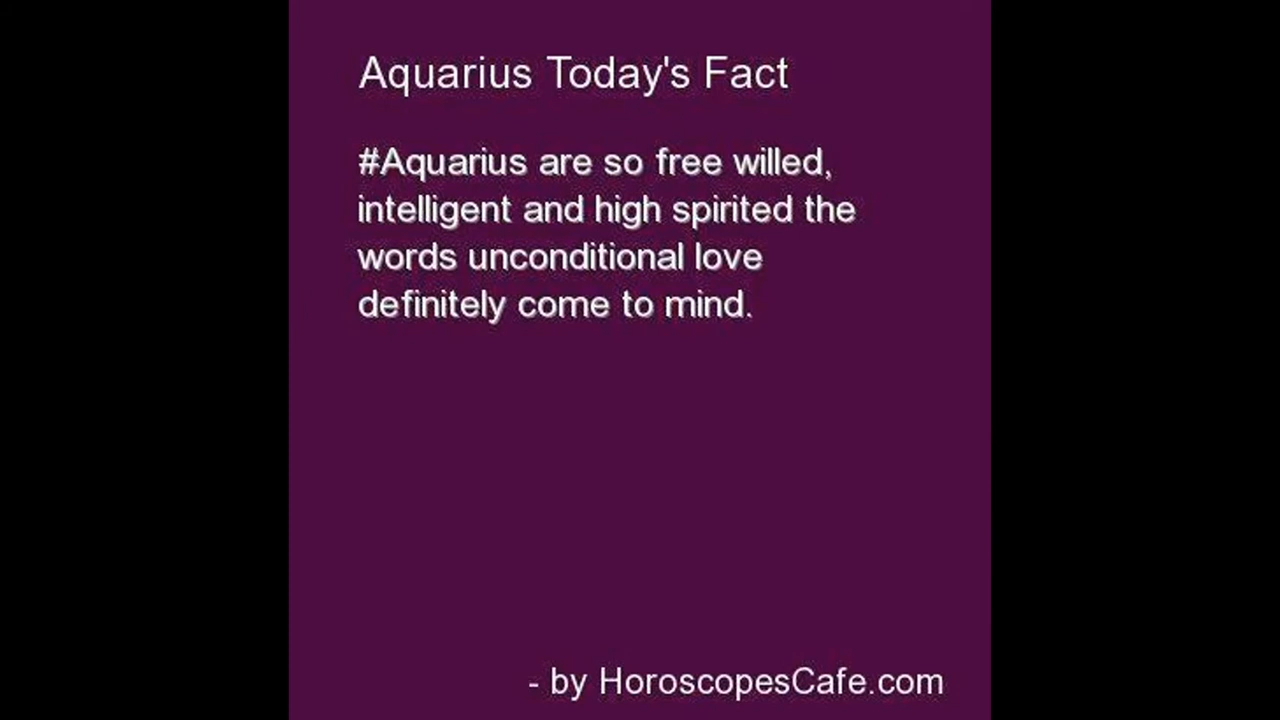 Aquarius Today's Fact
#Aquarius are so free willed,
intelligent and high spirited the
words unconditional love
definitely come to mind.
- by HoroscopesCafe.com